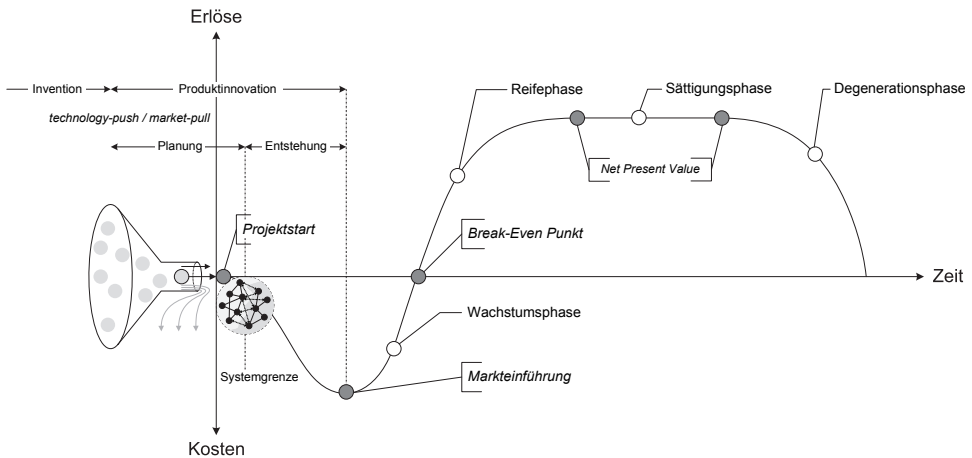 Erlöse
Invention
Produktinnovation
technology-push / market-pull
Planung
Entstehung
Reifephase
Sättigungsphase
Degenerationsphase
Net Present Value
Projektstart
Break-Even Punkt
Zeit
Wachstumsphase
Systemgrenze
Markteinführung
Kosten